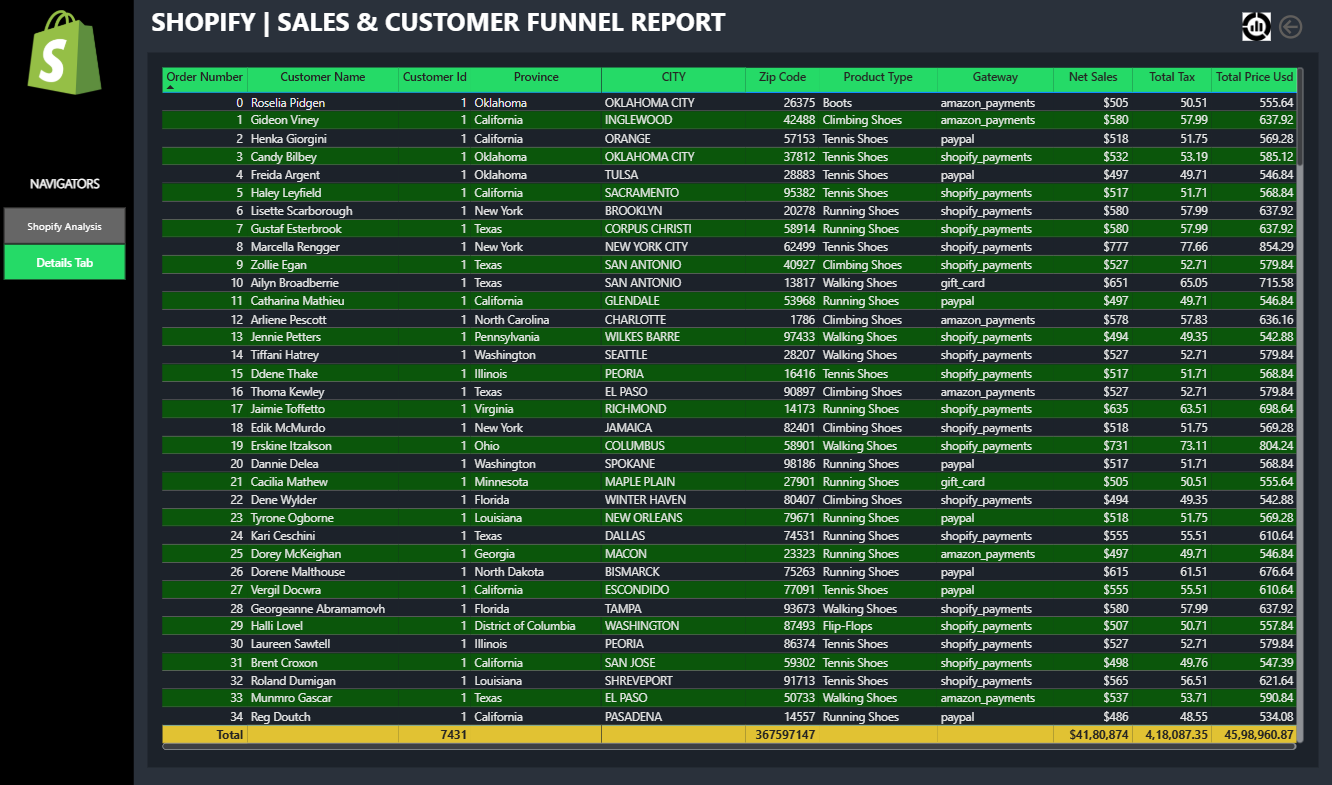 SHOPIFY | SALES & CUSTOMER FUNNEL REPORT
S
NAVIGATORS
Shopify Analysis
Details Tab
Order Number Customer Name Customer Id Province CITY Zip Code Product Type Gateway Net Sales Total Tax Total Price Usd
0 Roselia Pidgen 1 Oklahoma OKLAHOMA CITY 26375 Boots amazon_payments $505 50.51 555.64
1 Gideon Viney 1 California INGLEWOOD 42488 Climbing Shoes amazon_payments $580 57.99 637.92
2 Henka Giorgini 1 California ORANGE 57153 Tennis Shoes paypal $518 51.75 569.28
3 Candy Bilbey 1 Oklahoma OKLAHOMA CITY 37812 Tennis Shoes shopify_payments $532 53.19 585.12
4 Freida Argent 1 Oklahoma TULSA 28883 Tennis Shoes paypal $497 49.71 546.84
5 Haley Leyfield 1 California SACRAMENTO 95382 Tennis Shoes shopify_payments $517 51.71 568.84
6 Lisette Scarborough 1 New York BROOKLYN 20278 Running Shoes shopify_payments $580 57.99 637.92
7 Gustaf Esterbrook 1 Texas CORPUS CHRISTI 58914 Running Shoes shopify_payments $580 57.99 637.92
8 Marcella Rengger 1 New York NEW YORK CITY 62499 Tennis Shoes shopify_payments $777 77.66 854.29
9 Zollie Egan 1 Texas SAN ANTONIO 40927 Climbing Shoes shopify_payments $527 52.71 579.84
10 Ailyn Broadberrie 1 Texas SAN ANTONIO 13817 Walking Shoes gift_card $651 65.05 715.58
11 Catharina Mathieu 1 California GLENDALE 53968 Running Shoes paypal $497 49.71 546.84
12 Arliene Pescott 1 North Carolina CHARLOTTE 1786 Climbing Shoes amazon_payments $578 57.83 636.16
13 Jennie Petters 1 Pennsylvania WILKES BARRE 97433 Walking Shoes shopify_payments $494 49.35 542.88
14 Tiffani Hatrey 1 Washington SEATTLE 28207 Walking Shoes shopify_payments $527 52.71 579.84
15 Ddene Thake 1 Illinois PEORIA 16416 Tennis Shoes shopify_payments $517 51.71 568.84
16 Thoma Kewley 1 Texas EL PASO 90897 Climbing Shoes amazon_payments $527 52.71 579.84
17 Jaimie Toffetto 1 Virginia RICHMOND 14173 Running Shoes shopify_payments $635 63.51 698.64
18 Edik McMurdo 1 New York JAMAICA 82401 Climbing Shoes shopify_payments $518 51.75 569.28
19 Erskine Itzakson 1 Ohio COLUMBUS 58901 Walking Shoes shopify_payments $731 73.11 804.24
20 Dannie Delea 1 Washington SPOKANE 98186 Running Shoes paypal $517 51.71 568.84
21 Cacilia Mathew 1 Minnesota MAPLE PLAIN 27901 Running Shoes gift_card $505 50.51 555.64
22 Dene Wylder 1 Florida WINTER HAVEN 80407 Climbing Shoes shopify_payments $494 49.35 542.88
23 Tyrone Ogborne 1 Louisiana NEW ORLEANS 79671 Running Shoes paypal $518 51.75 569.28
24 Kari Ceschini 1 Texas DALLAS 74531 Running Shoes shopify_payments $555 55.51 610.64
25 Dorey McKeighan 1 Georgia MACON 23323 Running Shoes amazon_payments $497 49.71 546.84
26 Dorene Malthouse 1 North Dakota BISMARCK 75263 Running Shoes paypal $615 61.51 676.64
27 Vergil Docwra 1 California ESCONDIDO 77091 Tennis Shoes paypal $555 55.51 610.64
28 Georgeanne Abramamovh 1 Florida TAMPA 93673 Walking Shoes shopify_payments $580 57.99 637.92
29 Halli Lovel 1 District of Columbia WASHINGTON 87493 Flip-Flops shopify_payments $507 50.71 557.84
30 Laureen Sawtell 1 Illinois PEORIA 86374 Tennis Shoes shopify_payments $527 52.71 579.84
31 Brent Croxon 1 California SAN JOSE 59302 Tennis Shoes shopify_payments $498 49.76 547.39
32 Roland Dumigan 1 Louisiana SHREVEPORT 91713 Tennis Shoes shopify_payments $565 56.51 621.64
33 Munmro Gascar 1 Texas EL PASO 50733 Walking Shoes amazon_payments $537 53.71 590.84
34 Reg Doutch 1 California PASADENA 14557 Running Shoes paypal $486 48.55 534.08
Total 7431 367597147 $41,80,874 4,18,087.35 45,98,960.87